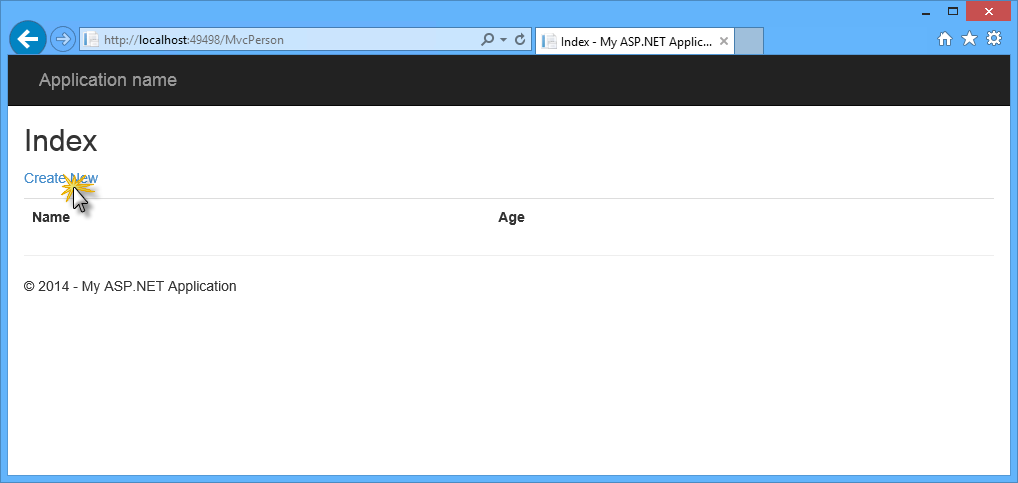 http://localhost:49498/MvcPerson
Index - My ASP.NET Applic...
Application name
Index
Create New
Name Age
© 2014 - My ASP.NET Application